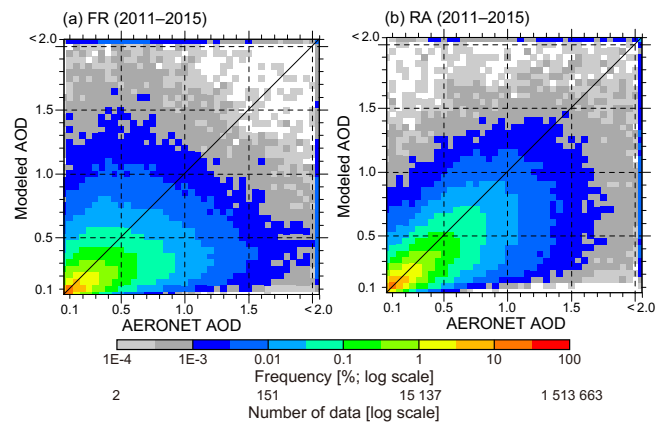 (a) FR (2011–2015)
(b) RA (2011–2015)
<2.0
1.5
1.0
0.5
0.1
Modeled AOD
0.1 0.5 1.0 1.5 <2.0
AERONET AOD
<2.0
1.5
1.0
0.5
0.1
Modeled AOD
0.1 0.5 1.0 1.5 <2.0
AERONET AOD
1E-4 1E-3 0.01 0.1 1 10 100
Frequency [%; log scale]
2 151 15 137 1 513 663
Number of data [log scale]